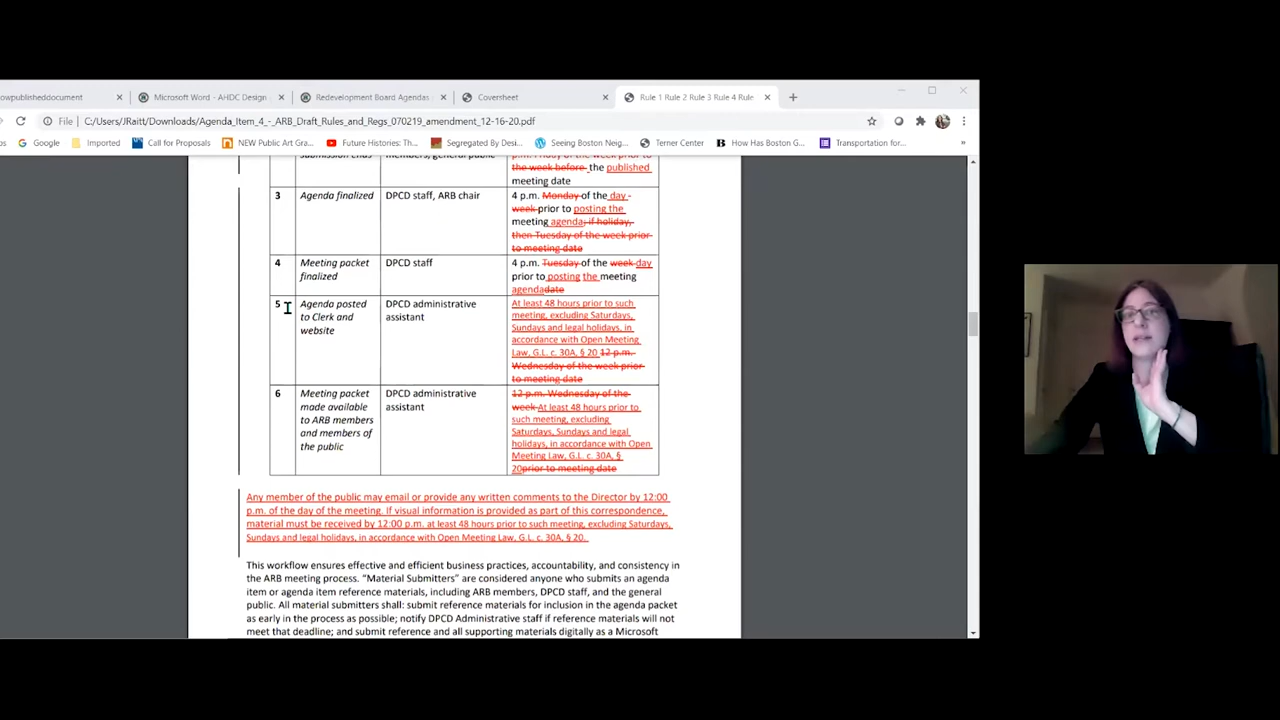 owpublisheddocument
Microsoft Word - AHDC Design
Redevelopment Board Agendas
Coversheet
Rule 1 Rule 2 Rule 3 Rule 4 Rule
File C:/Users/JRaitt/Downloads/Agenda_Item_4_-_ARB_Draft_Rules_and_Regs_070219_amendment_12-16-20.pdf
Google
Imported
Call for Proposals
NEW Public Art Gra...
Future Histories: Th...
Segregated By Desi...
Seeing Boston Neig...
Terner Center
How Has Boston G...
Transportation for...
submission ends
members, general public
p.m. Friday of the week prior to
the week before the published
meeting date
3 Agenda finalized DPCD staff, ARB chair 4 p.m. Monday of the day
week prior to posting the
meeting agenda; if holiday,
then Tuesday of the week prior
to meeting date
4 Meeting packet DPCD staff 4 p.m. Tuesday of the week day
finalized prior to posting the meeting
agendadate
5 Agenda posted DPCD administrative At least 48 hours prior to such
to Clerk and assistant meeting, excluding Saturdays,
website Sundays and legal holidays, in
accordance with Open Meeting
Law, G.L. c. 30A, § 20 12 p.m.
Wednesday of the week prior
to meeting date
6 Meeting packet DPCD administrative 12 p.m. Wednesday of the
made available assistant week At least 48 hours prior to
to ARB members such meeting, excluding
and members of Saturdays, Sundays and legal
the public holidays, in accordance with Open
Meeting Law, G.L. c. 30A, §
20prior to meeting date
Any member of the public may email or provide any written comments to the Director by 12:00
p.m. of the day of the meeting. If visual information is provided as part of this correspondence,
material must be received by 12:00 p.m. at least 48 hours prior to such meeting, excluding Saturdays,
Sundays and legal holidays, in accordance with Open Meeting Law, G.L. c. 30A, § 20.
This workflow ensures effective and efficient business practices, accountability, and consistency in
the ARB meeting process. “Material Submitters” are considered anyone who submits an agenda
item or agenda item reference materials, including ARB members, DPCD staff, and the general
public. All material submitters shall: submit reference materials for inclusion in the agenda packet
as early in the process as possible; notify DPCD Administrative staff if reference materials will not
meet that deadline; and submit reference and all supporting materials digitally as a Microsoft